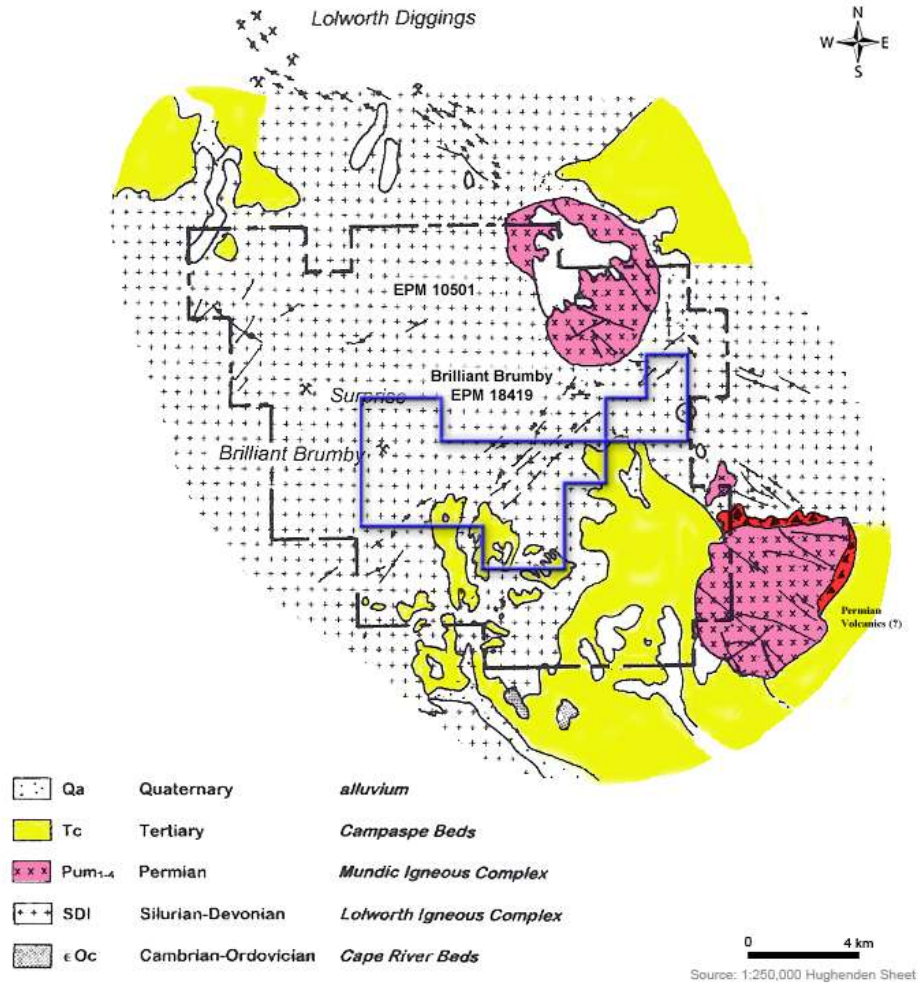 Lolworth Diggings
N
W E
S
EPM 10501
Brilliant Brumby
EPM 18419
Surprise
Brilliant Brumby
Permian
Volcanics (?)
Qa Quaternary alluvium
Tc Tertiary Campaspe Beds
Pum1-4 Permian Mundic Igneous Complex
SDl Silurian-Devonian Lolworth Igneous Complex
ЄOc Cambrian-Ordovician Cape River Beds
0 4 km
Source: 1:250,000 Hughenden Sheet